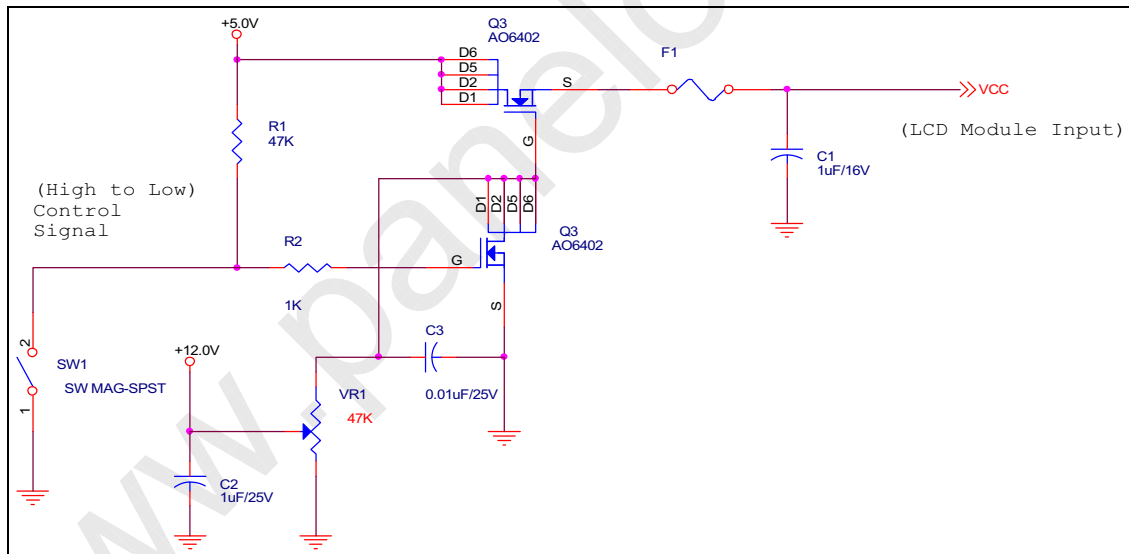 +5.0V
Q3
AO6402
D6
D5
D2
D1
S
G
F1
VCC
(LCD Module Input)
C1
1uF/16V
R1
47K
(High to Low)
Control
Signal
R2
1K
G
D1
D2
D5
D6
Q3
AO6402
S
2
SW1
SW MAG-SPST
1
+12.0V
C3
0.01uF/25V
VR1
47K
C2
1uF/25V
www.panelo